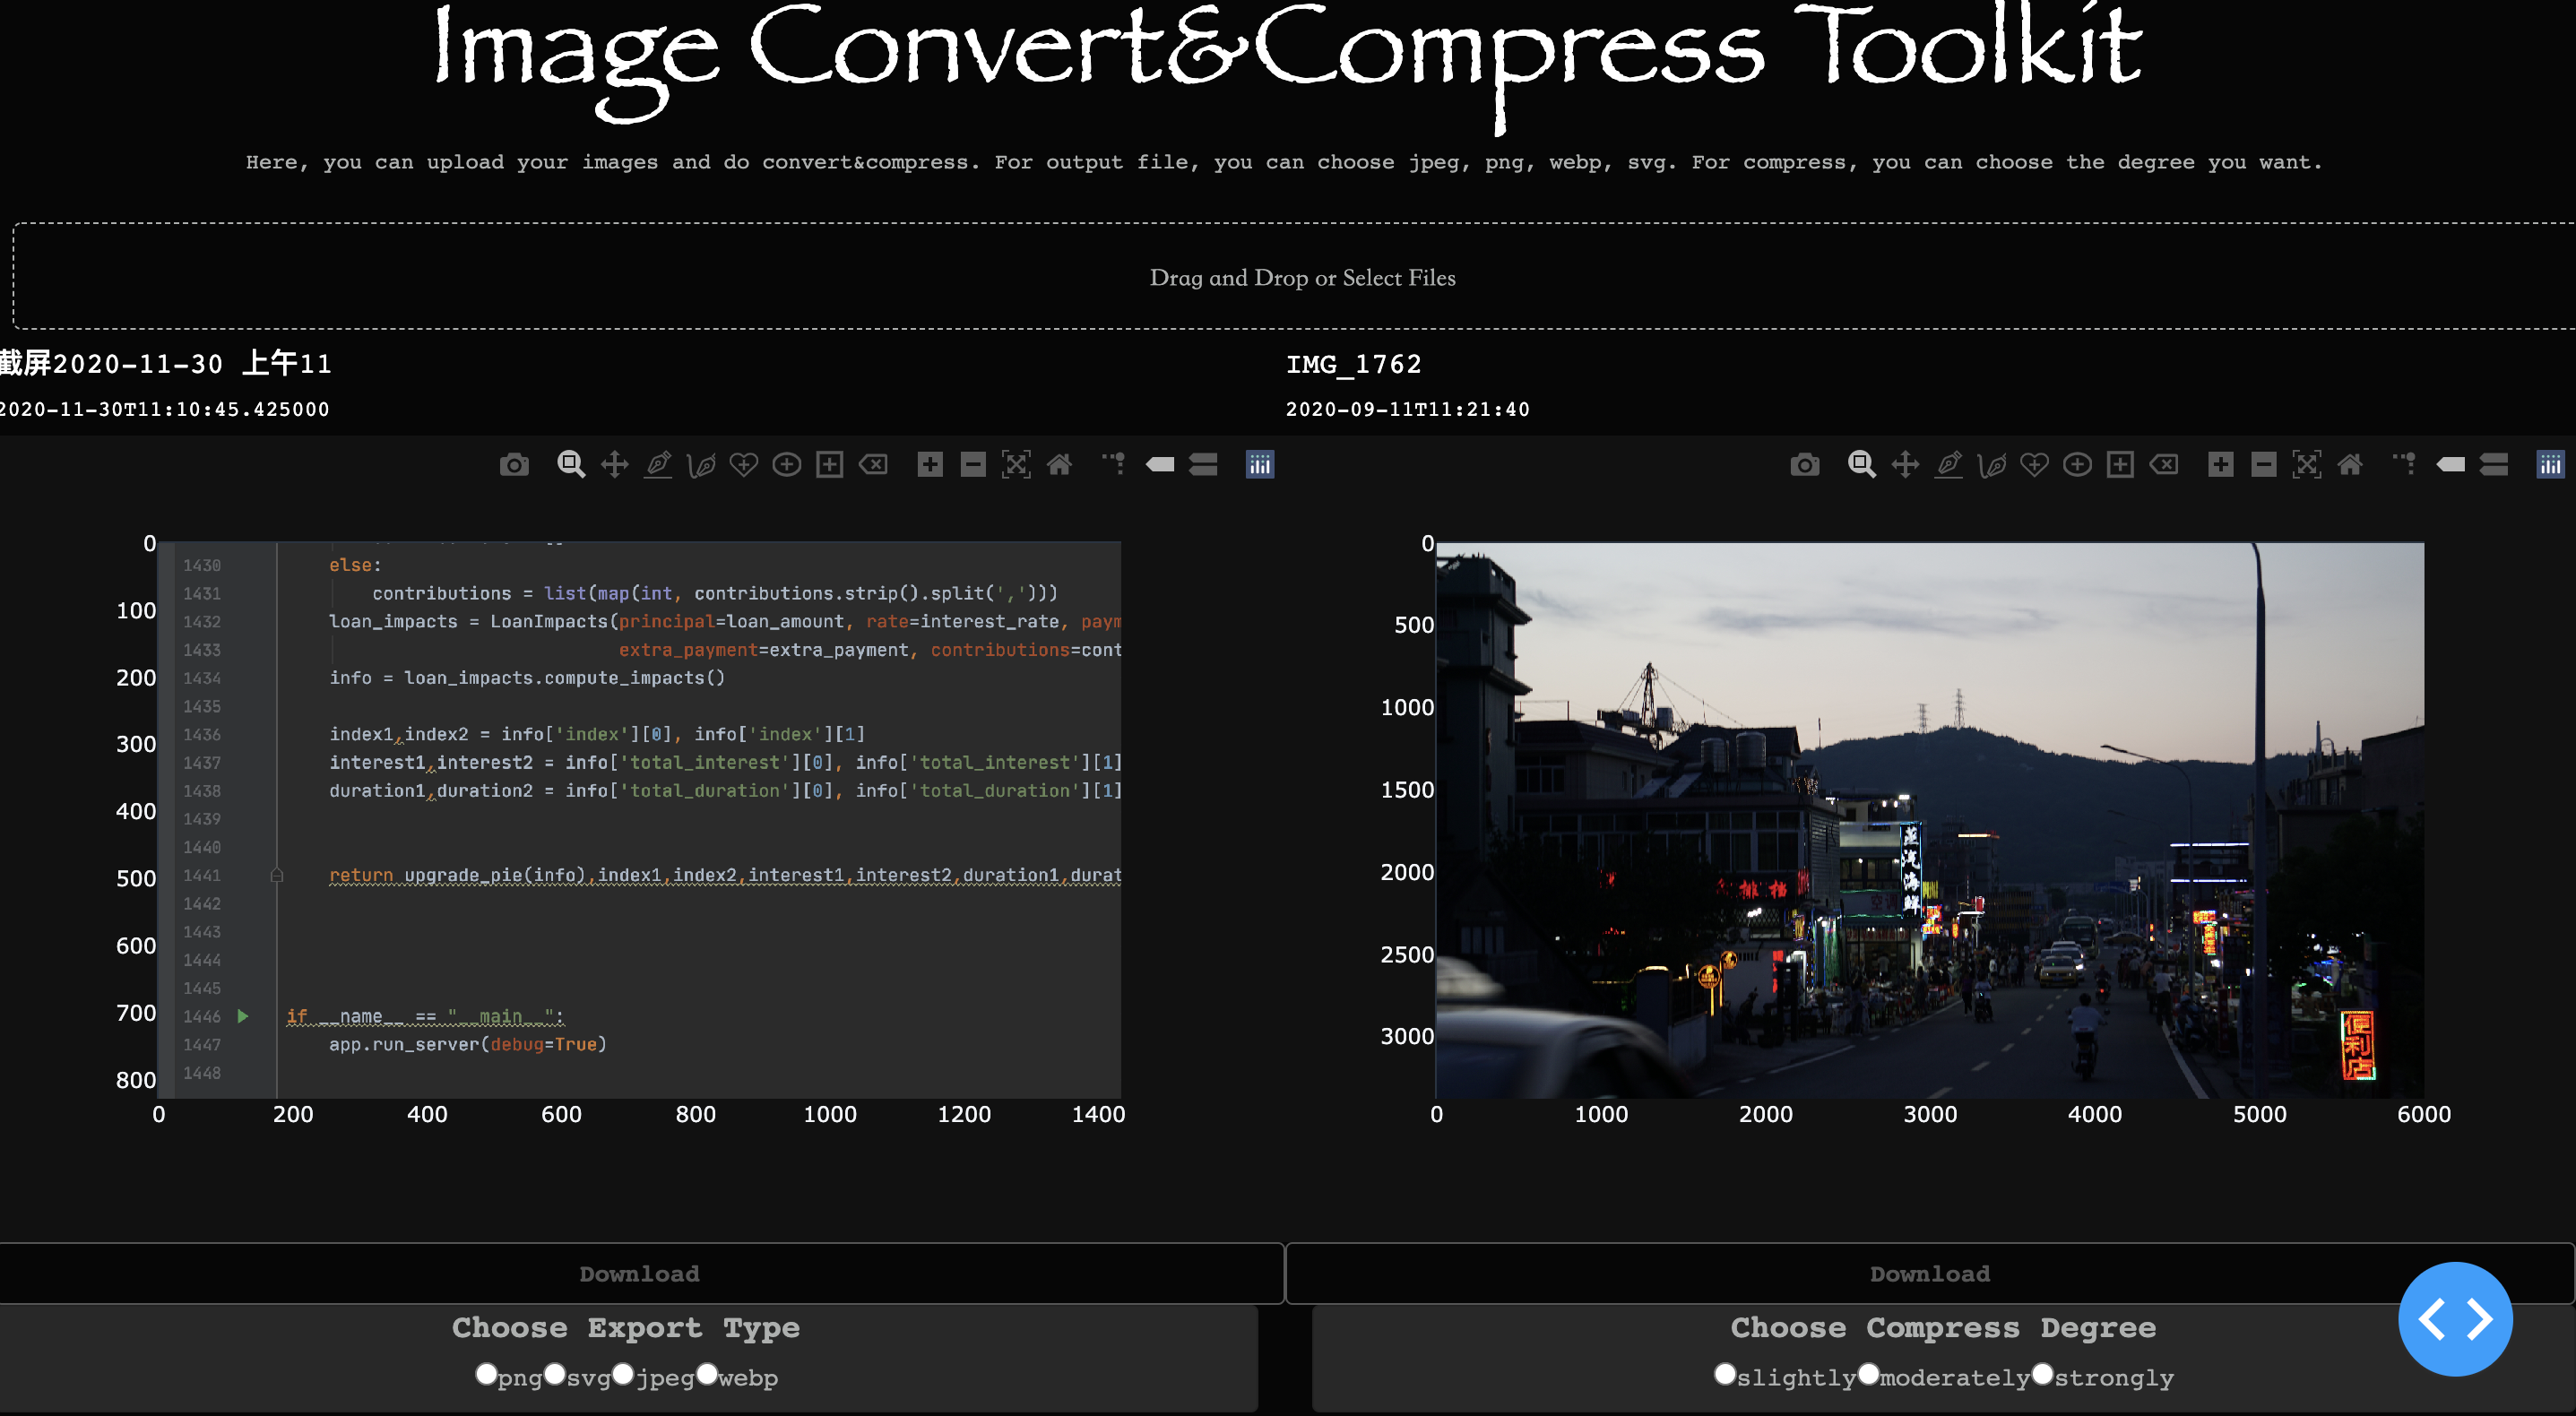 Image Convert&Compress Toolkit
Here, you can upload your images and do convert&compress. For output file, you can choose jpeg, png, webp, svg. For compress, you can choose the degree you want.
Drag and Drop or Select Files
截屏2020-11-30 上午11
2020-11-30T11:10:45.425000
IMG_1762
2020-09-11T11:21:40
0
100
200
300
400
500
600
700
800
1430 else:
1431 contributions = list(map(int, contributions.strip().split(',')))
1432 loan_impacts = LoanImpacts(principal=loan_amount, rate=interest_rate, paym
1433 extra_payment=extra_payment, contributions=cont
1434 info = loan_impacts.compute_impacts()
1435
1436 index1,index2 = info['index'][0], info['index'][1]
1437 interest1,interest2 = info['total_interest'][0], info['total_interest'][1]
1438 duration1,duration2 = info['total_duration'][0], info['total_duration'][1]
1439
1440
1441 return upgrade_pie(info),index1,index2,interest1,interest2,duration1,durat
1442
1443
1444
1445
1446 if __name__ == "__main__":
1447 app.run_server(debug=True)
1448
0 200 400 600 800 1000 1200 1400
0
500
1000
1500
2000
2500
3000
蒸汽海鲜
排档
便利店
0 1000 2000 3000 4000 5000 6000
Download
Download
Choose Export Type
png svg jpeg webp
Choose Compress Degree
slightly moderately strongly